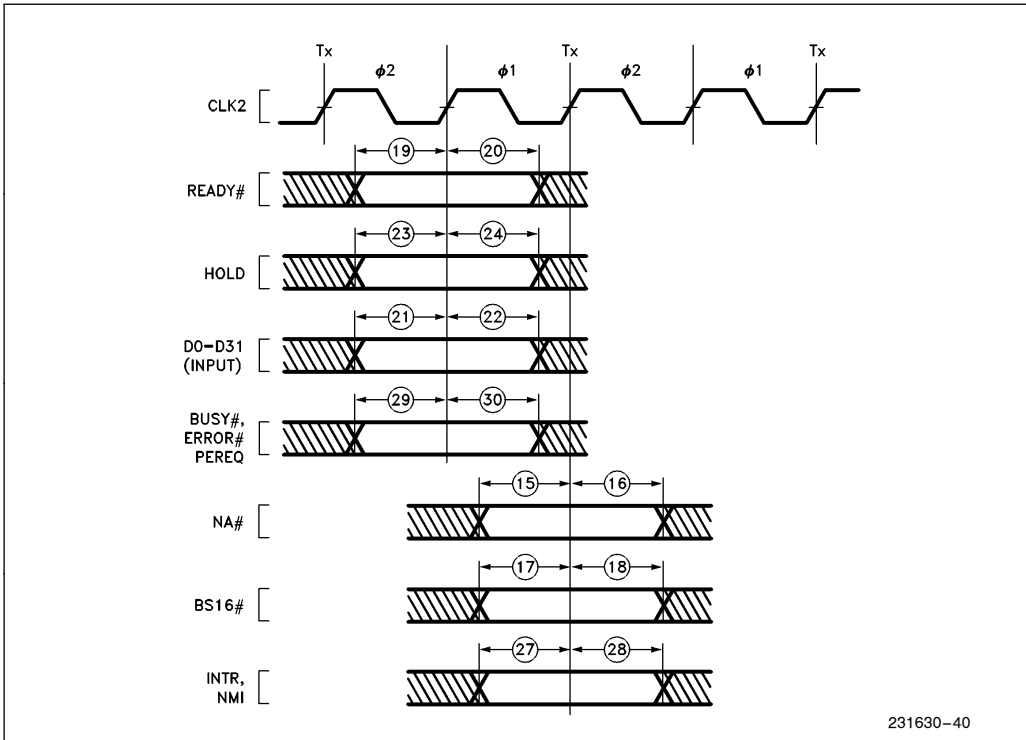 Tx Tx Tx
ϕ2 ϕ1 ϕ2 ϕ1
CLK2
19 20
READY#
23 24
HOLD
21 22
D0-D31
(INPUT)
29 30
BUSY#,
ERROR#
PEREQ
15 16
NA#
17 18
BS16#
27 28
INTR,
NMI
231630-40